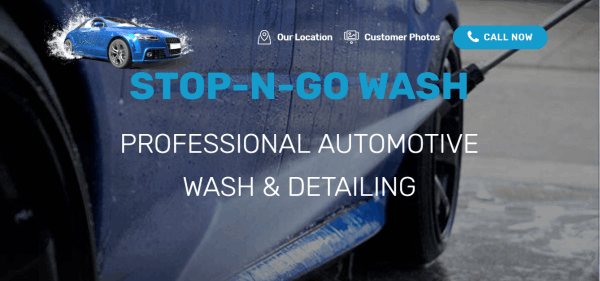 Our Location
Customer Photos
CALL NOW
STOP-N-GO WASH
PROFESSIONAL AUTOMOTIVE
WASH & DETAILING